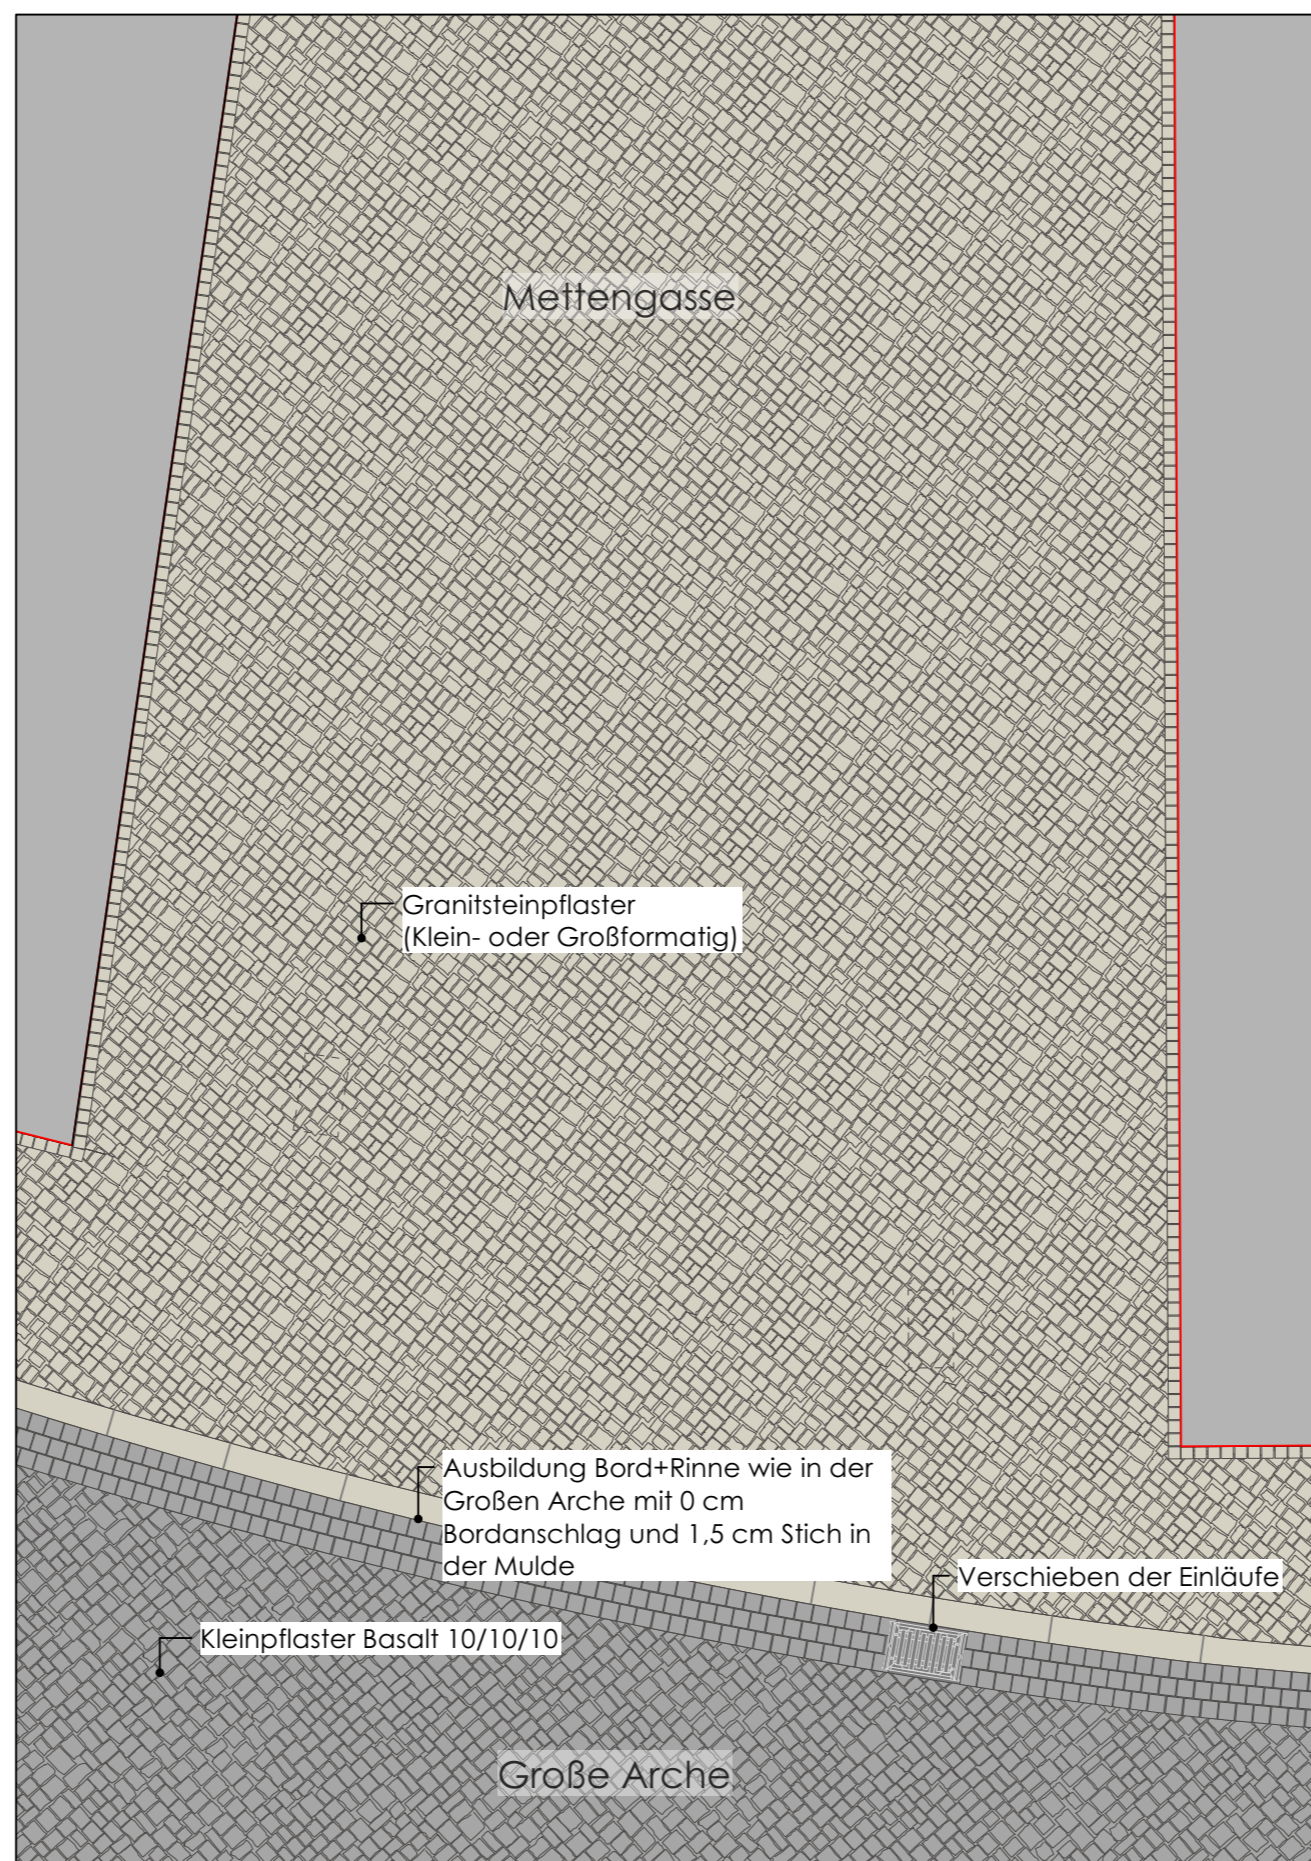 Mettengasse
Granitsteinpflaster
(Klein- oder Großformatig)
Ausbildung Bord+Rinne wie in der
Großen Arche mit 0 cm
Bordanschlag und 1,5 cm Stich in
der Mulde
Verschieben der Einläufe
Kleinpflaster Basalt 10/10/10
Große Arche